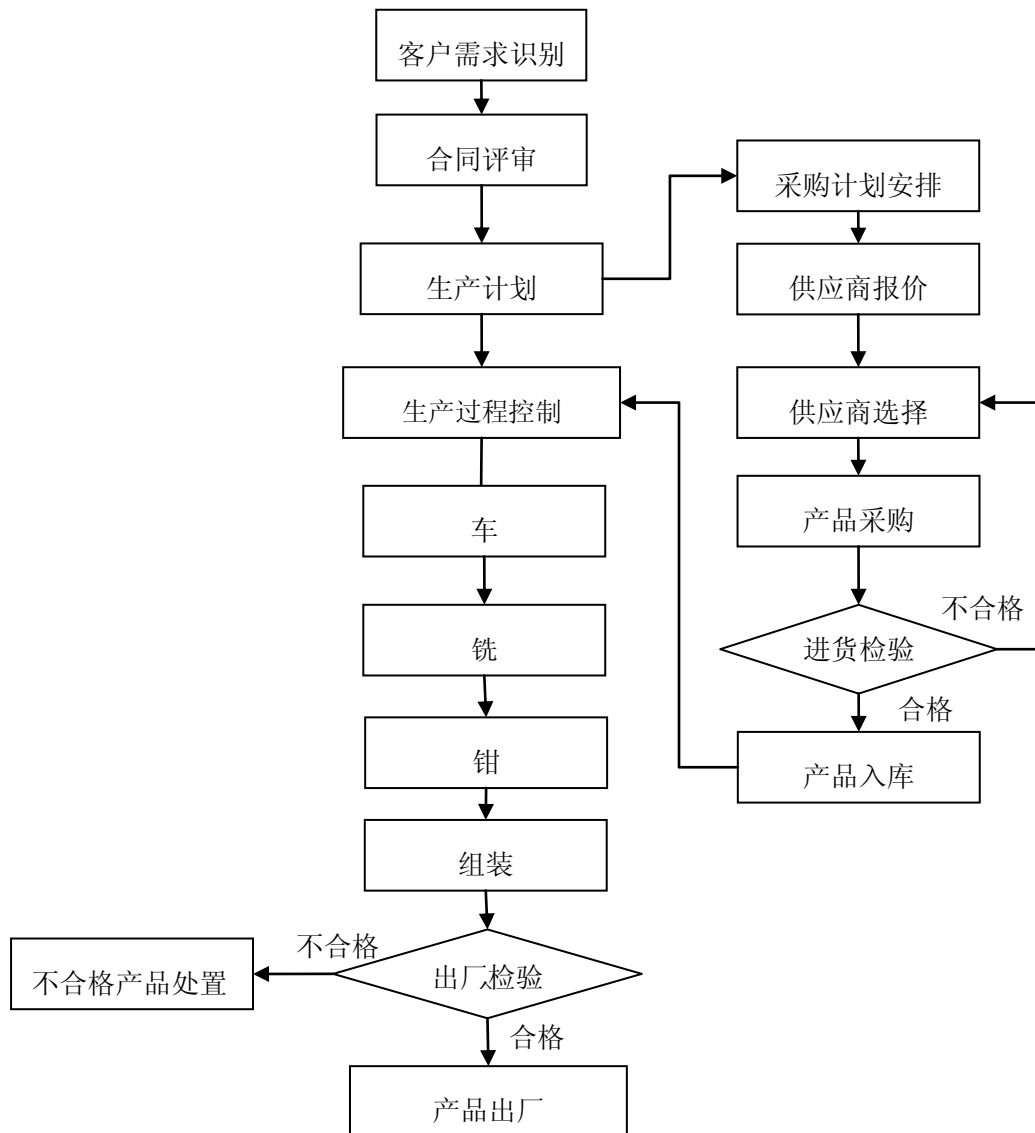 客户需求识别
合同评审
采购计划安排
生产计划
供应商报价
生产过程控制
供应商选择
车
产品采购
铣
不合格
进货检验
合格
钳
产品入库
组装
不合格
不合格产品处置
出厂检验
合格
产品出厂